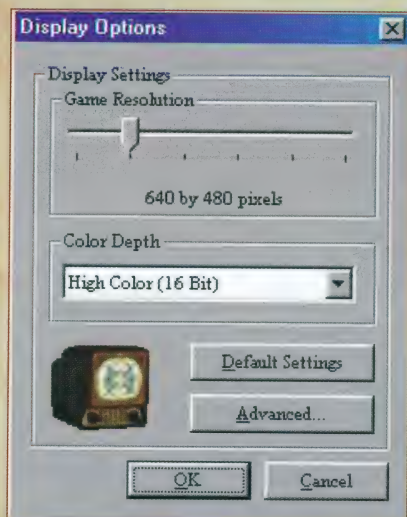 Display Options
Display Settings
Game Resolution
640 by 480 pixels
Color Depth
High Color (16 Bit)
Default Settings
Advanced...
OK
Cancel